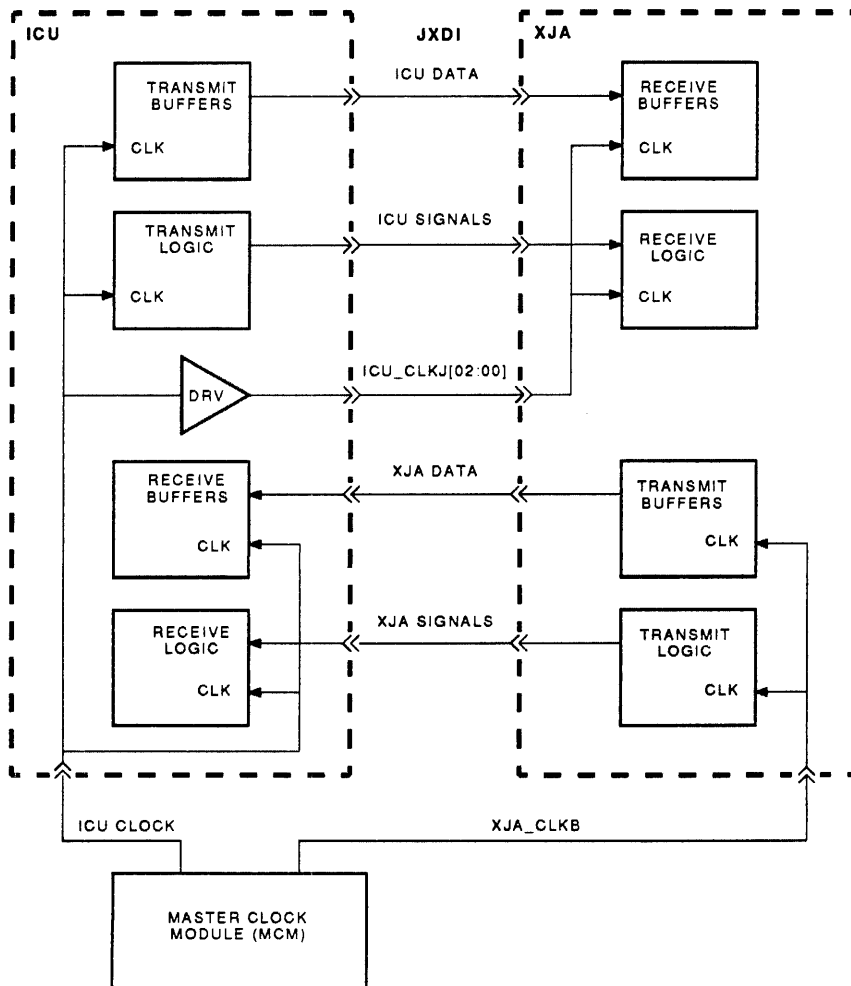 ICU
JXDI
XJA
TRANSMIT
BUFFERS
CLK
ICU DATA
RECEIVE
BUFFERS
CLK
TRANSMIT
LOGIC
CLK
ICU SIGNALS
RECEIVE
LOGIC
CLK
DRV
ICU_CLKJ[02:00]
RECEIVE
BUFFERS
CLK
XJA DATA
TRANSMIT
BUFFERS
CLK
RECEIVE
LOGIC
CLK
XJA SIGNALS
TRANSMIT
LOGIC
CLK
ICU CLOCK
XJA_CLKB
MASTER CLOCK
MODULE (MCM)